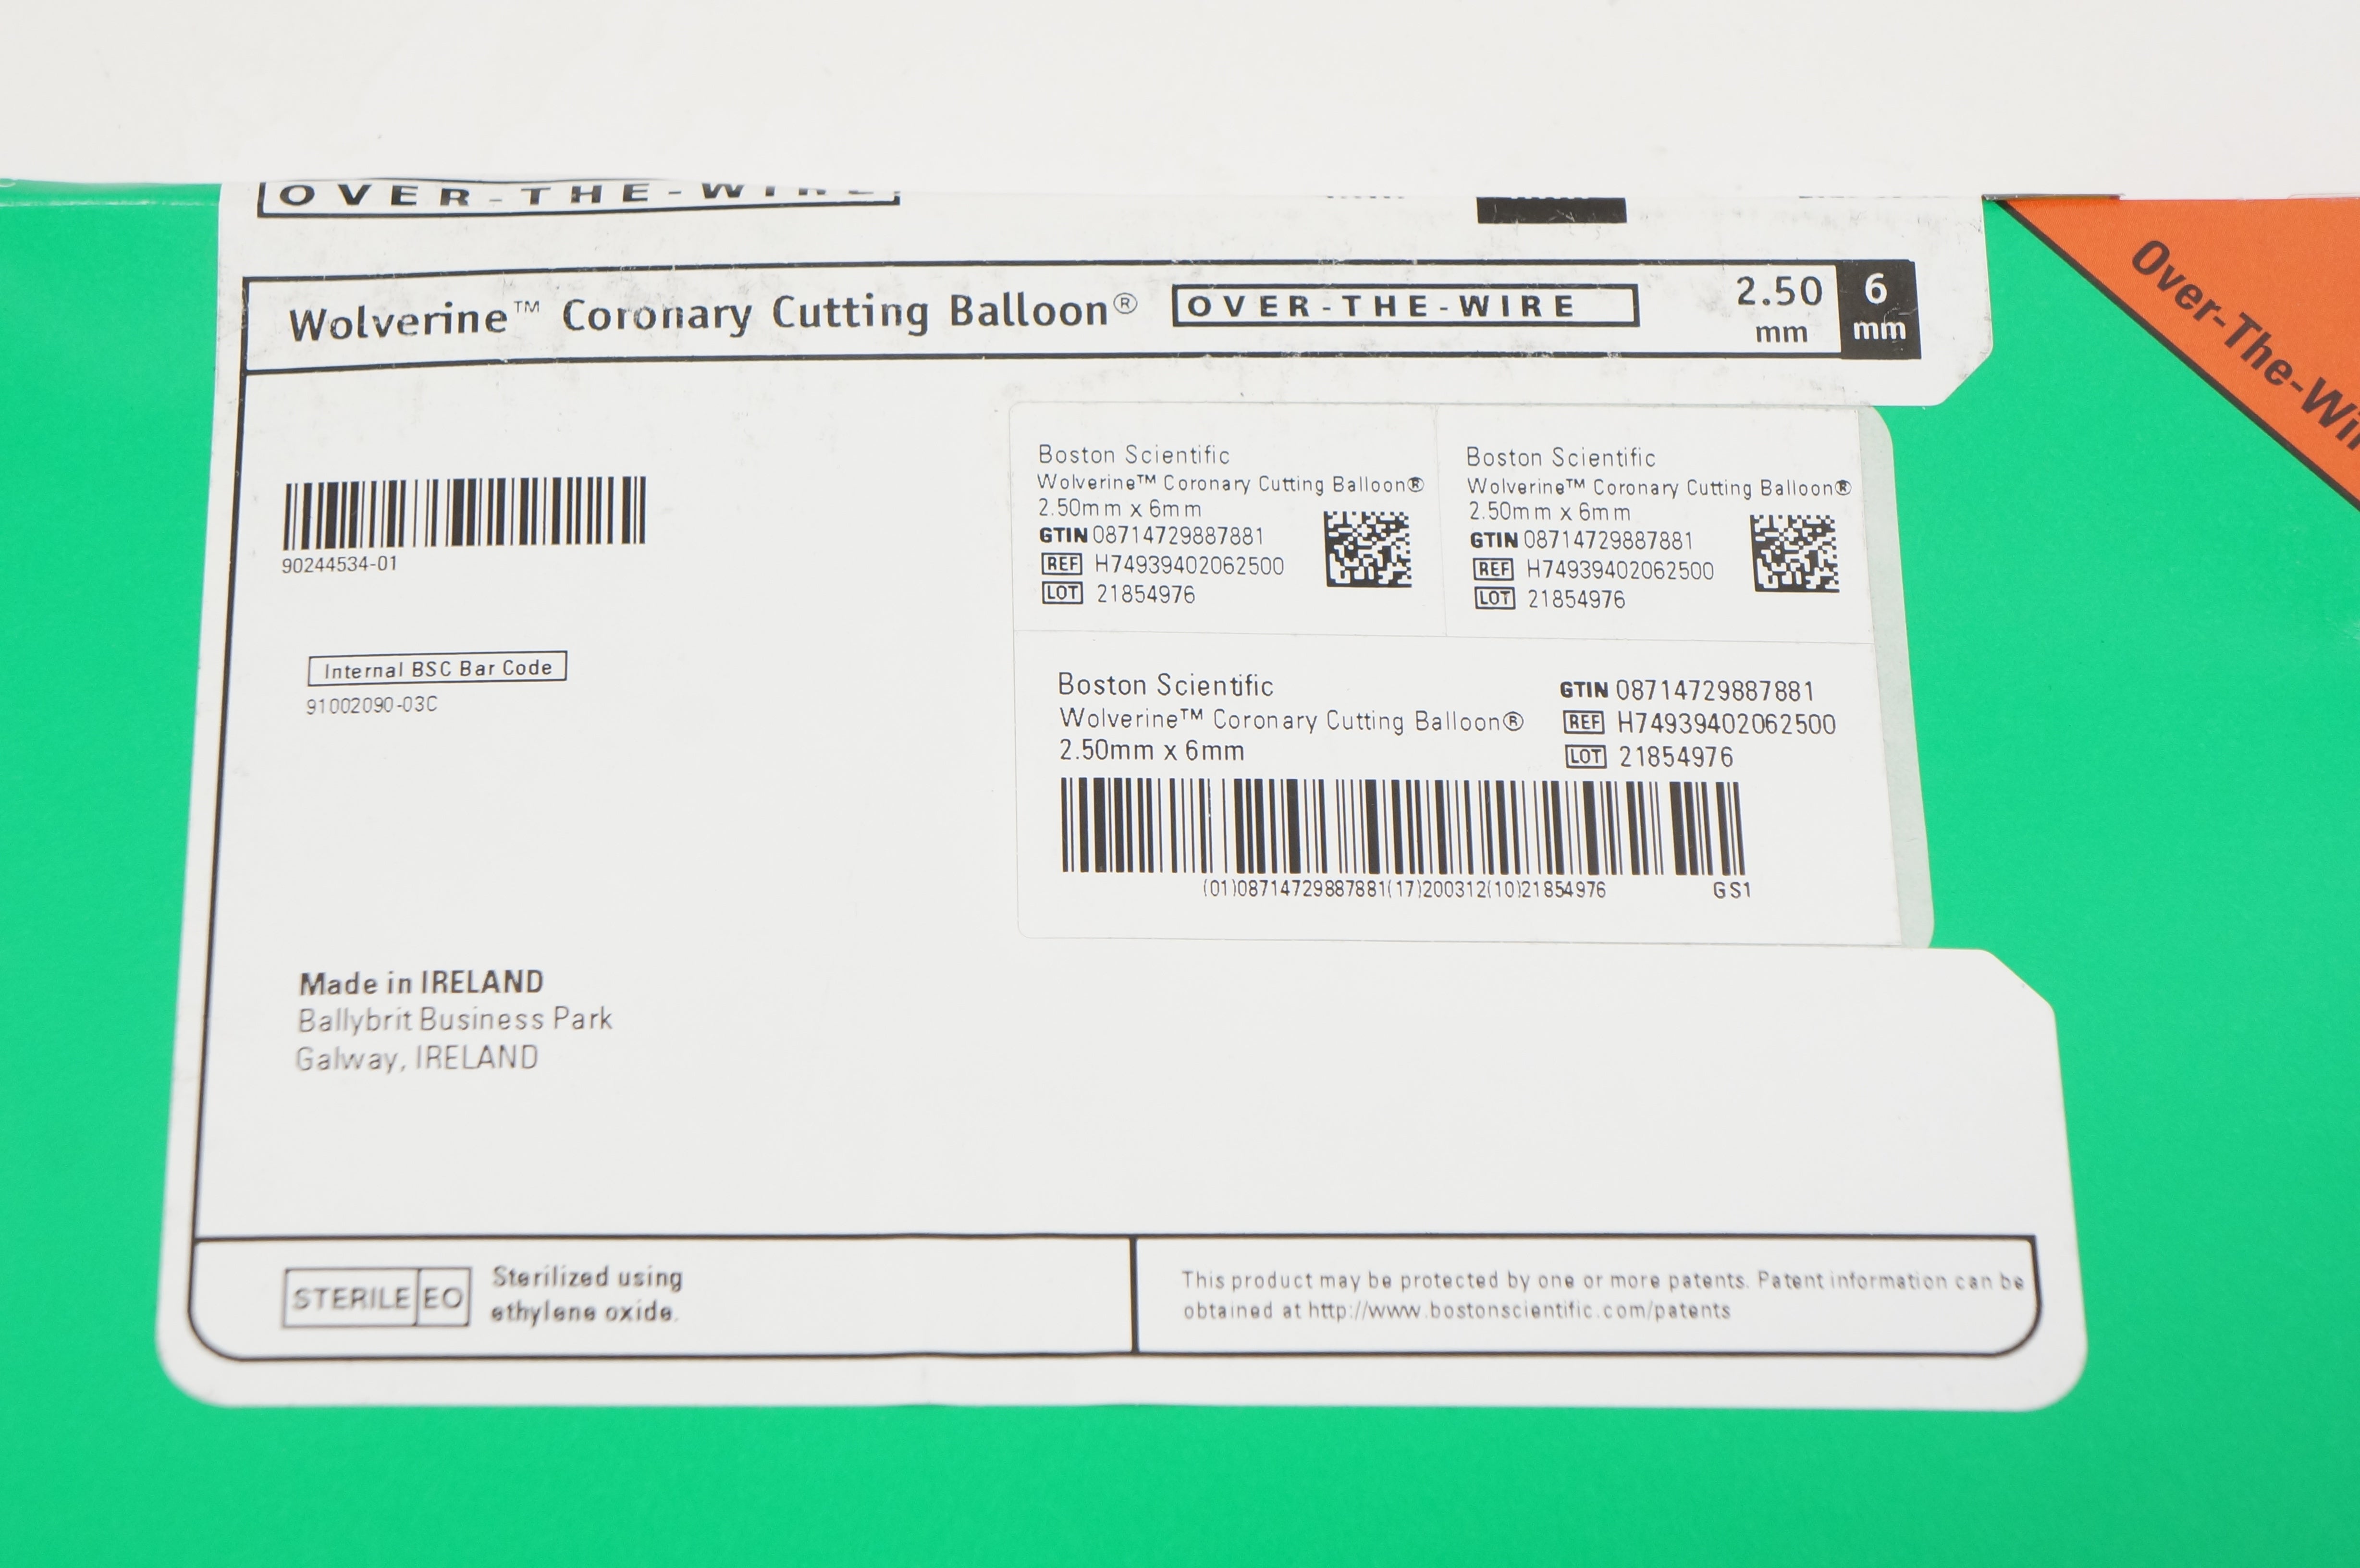 OVER-THE-WIRE
Wolverine™ Coronary Cutting Balloon® OVER-THE-WIRE 2.50 mm 6 mm
Over-The-Wi
90244534-01
Internal BSC Bar Code
91002090-03C
Boston Scientific
Wolverine™ Coronary Cutting Balloon®
2.50mm x 6mm
GTIN 08714729887881
REF H74939402062500
LOT 21854976
Boston Scientific
Wolverine™ Coronary Cutting Balloon®
2.50mm x 6mm
GTIN 08714729887881
REF H74939402062500
LOT 21854976
Boston Scientific
Wolverine™ Coronary Cutting Balloon®
2.50mm x 6mm
GTIN 08714729887881
REF H74939402062500
LOT 21854976
(01)08714729887881(17)200312(10)21854976 GS1
Made in IRELAND
Ballybrit Business Park
Galway, IRELAND
STERILE EO
Sterilized using
ethylene oxide.
This product may be protected by one or more patents. Patent information can be
obtained at http://www.bostonscientific.com/patents